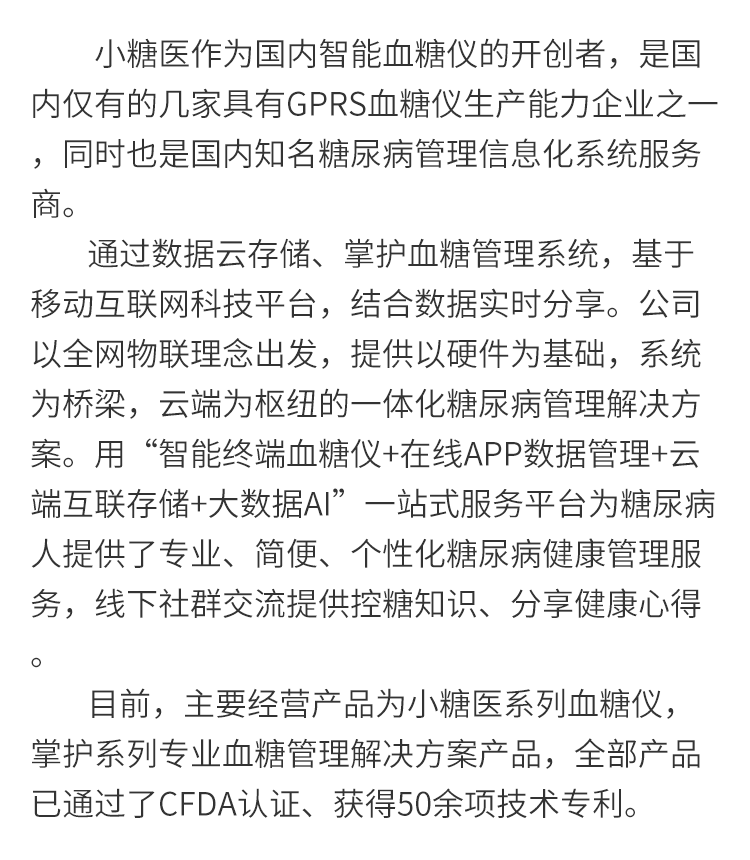 小糖医作为国内智能血糖仪的开创者，是国
内仅有的几家具有GPRS血糖仪生产能力企业之一
，同时也是国内知名糖尿病管理信息化系统服务
商。
通过数据云存储、掌护血糖管理系统，基于
移动互联网科技平台，结合数据实时分享。公司
以全网物联理念出发，提供以硬件为基础，系统
为桥梁，云端为枢纽的一体化糖尿病管理解决方
案。用“智能终端血糖仪+在线APP数据管理+云
端互联存储+大数据AI”一站式服务平台为糖尿病
人提供了专业、简便、个性化糖尿病健康管理服
务，线下社群交流提供控糖知识、分享健康心得
。
目前，主要经营产品为小糖医系列血糖仪，
掌护系列专业血糖管理解决方案产品，全部产品
已通过了CFDA认证、获得50余项技术专利。